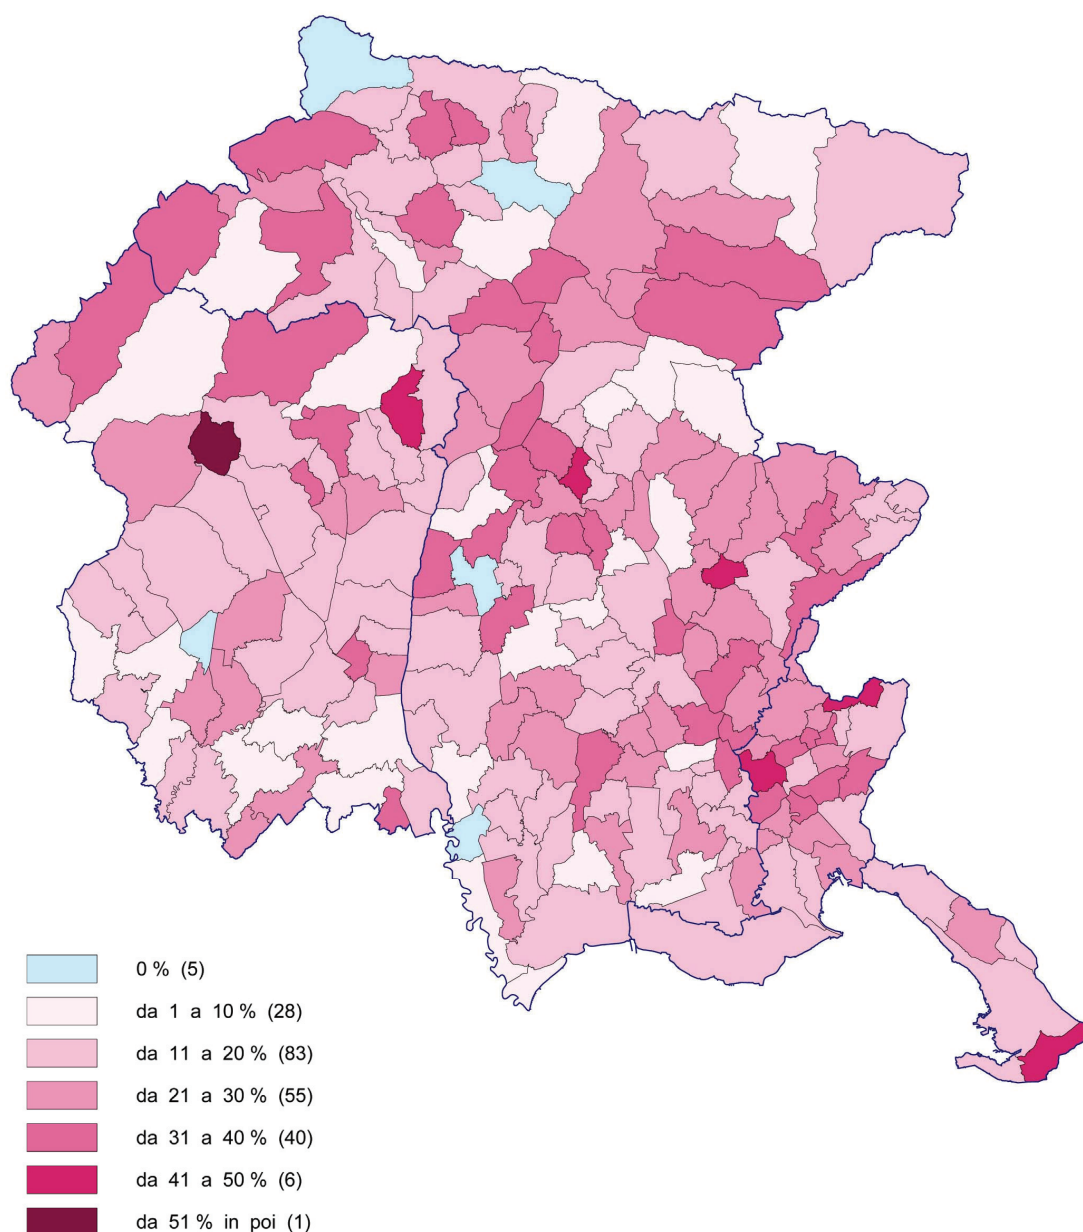 0 % (5)
da 1 a 10 % (28)
da 11 a 20 % (83)
da 21 a 30 % (55)
da 31 a 40 % (40)
da 41 a 50 % (6)
da 51 % in poi (1)